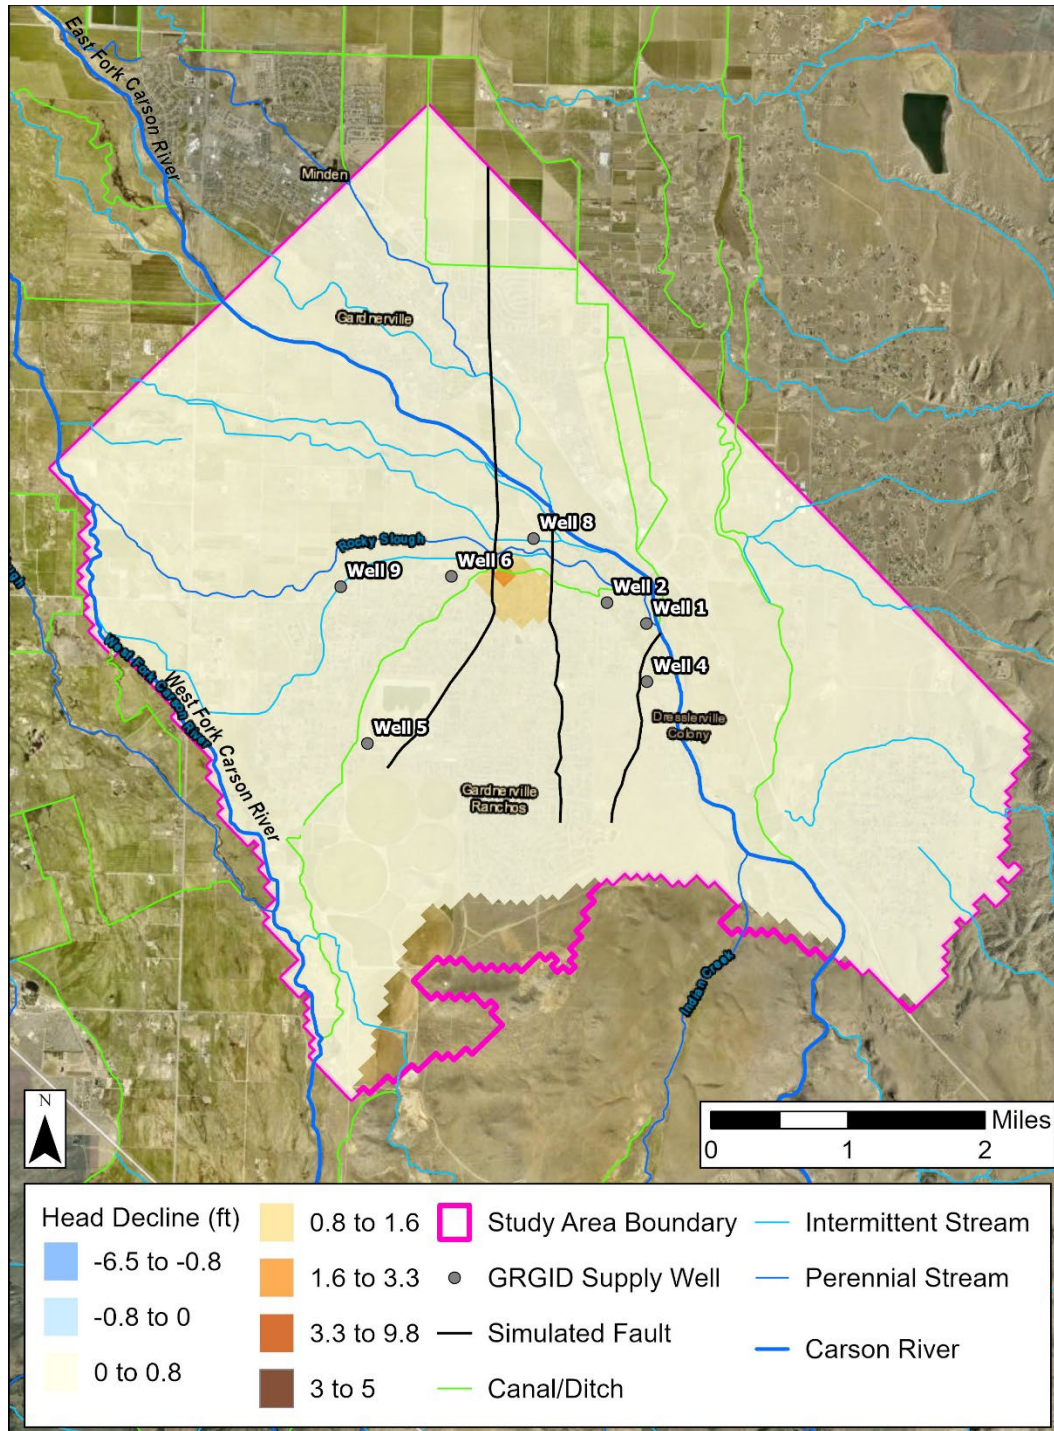 East Fork Carson River
Minden
Gardnerville
Well 8
Rocky Slough
Well 6
Well 9
Well 2
Well 1
West Fork Carson River
West Fork Carson River
Well 4
Dresslerville
Colony
Well 5
Gardnerville
Ranchos
Indian Creek
N
Miles
0 1 2
Head Decline (ft)
-6.5 to -0.8
-0.8 to 0
0 to 0.8
0.8 to 1.6
1.6 to 3.3
3.3 to 9.8
3 to 5
Study Area Boundary
GRGID Supply Well
Simulated Fault
Canal/Ditch
Intermittent Stream
Perennial Stream
Carson River